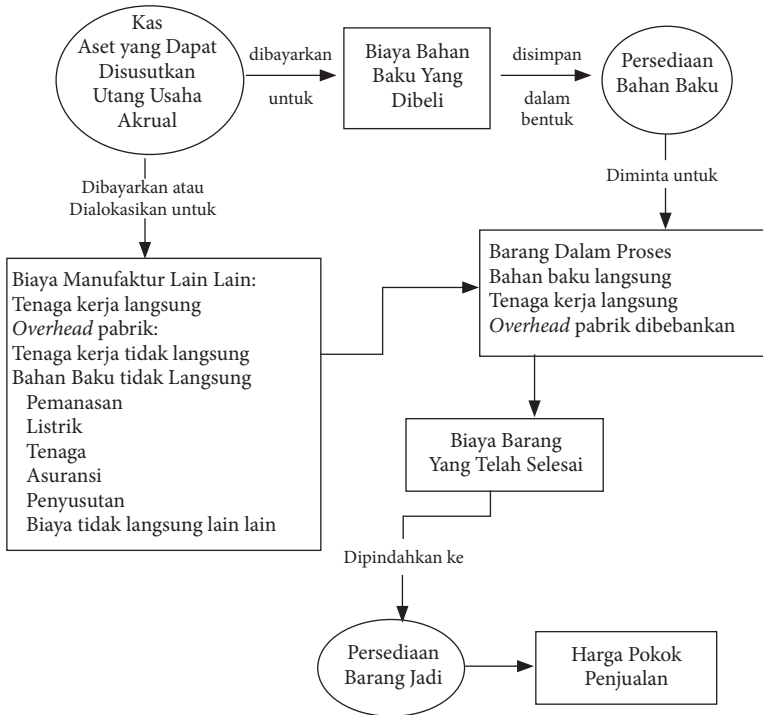 Kas
Aset yang Dapat
Disusutkan
Utang Usaha
Akrual
dibayarkan
untuk
Biaya Bahan
Baku Yang
Dibeli
disimpan
dalam
bentuk
Persediaan
Bahan Baku
Dibayarkan atau
Dialokasikan untuk
Diminta untuk
Biaya Manufaktur Lain Lain:
Tenaga kerja langsung
Overhead pabrik:
Tenaga kerja tidak langsung
Bahan Baku tidak Langsung
Pemanasan
Listrik
Tenaga
Asuransi
Penyusutan
Biaya tidak langsung lain lain
Barang Dalam Proses
Bahan baku langsung
Tenaga kerja langsung
Overhead pabrik dibebankan
Biaya Barang
Yang Telah Selesai
Dipindahkan ke
Persediaan
Barang Jadi
Harga Pokok
Penjualan